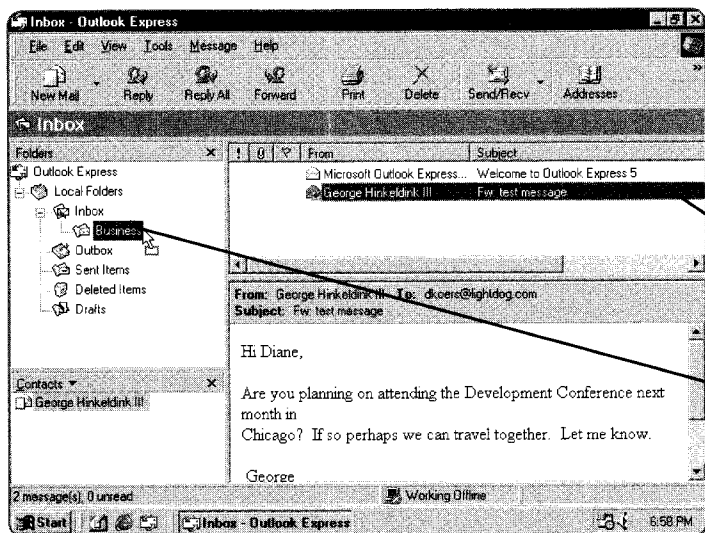 Inbox - Outlook Express
File Edit View Tools Message Help
New Mail Reply Reply All Forward Print Delete Send/Recv Addresses »
Inbox
Folders ! From Subject
Outlook Express
Microsoft Outlook Express... Welcome to Outlook Express 5
Local Folders
George Hinkeldink III Fw: test message
Inbox
Business
Outbox
Sent Items
Deleted Items
Drafts
From: George Hinkeldink III To: dkoers@lightdog.com
Subject: Fw: test message
Hi Diane,
Are you planning on attending the Development Conference next
month in
Chicago? If so perhaps we can travel together. Let me know.
George
Contacts
George Hinkeldink III
2 message(s), 0 unread Working Offline
Start Inbox - Outlook Express 6:58 PM